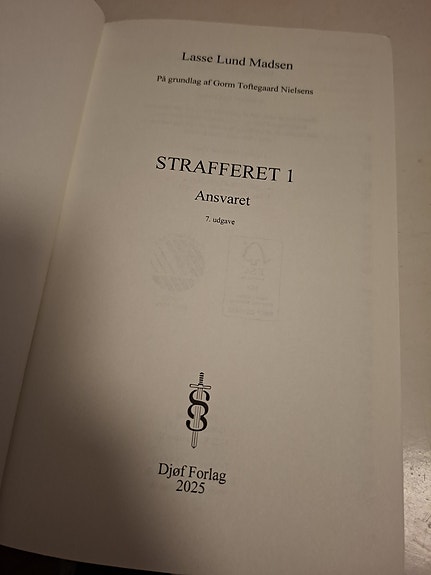 Lasse Lund Madsen
På grundlag af Gorm Toftegaard Nielsens
STRAFFERET 1
Ansvaret
7. udgave
Djøf Forlag
2025